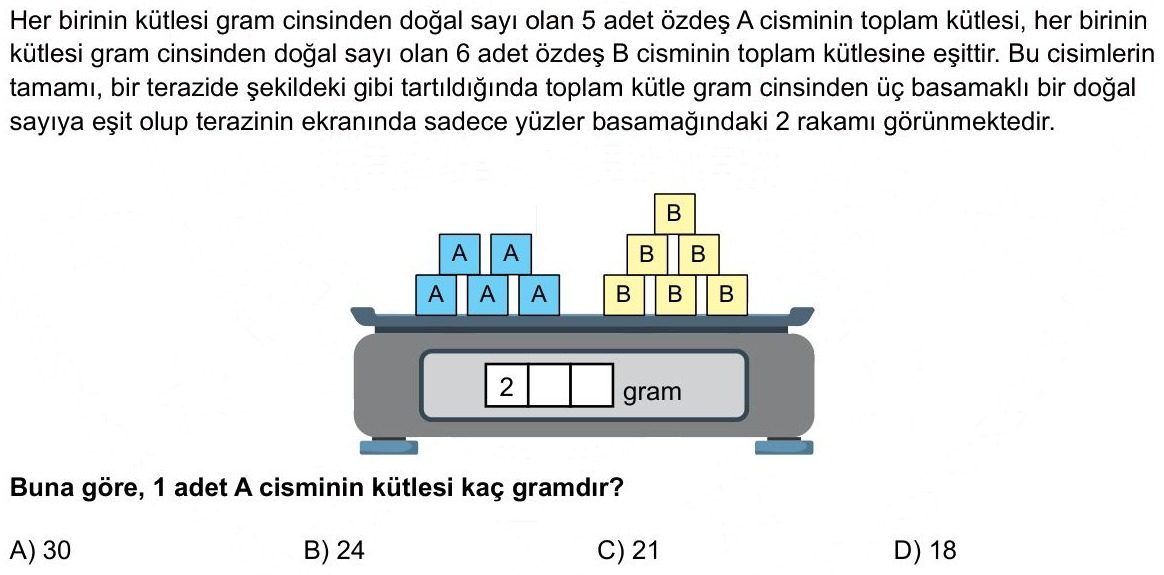 Her birinin kütlesi gram cinsinden doğal sayı olan 5 adet özdeş A cisminin toplam kütlesi, her birinin
kütlesi gram cinsinden doğal sayı olan 6 adet özdeş B cisminin toplam kütlesine eşittir. Bu cisimlerin
tamamı, bir terazide şekildeki gibi tartıldığında toplam kütle gram cinsinden üç basamaklı bir doğal
sayıya eşit olup terazinin ekranında sadece yüzler basamağındaki 2 rakamı görünmektedir.
B
A A B B
A A A B B B
2 gram
Buna göre, 1 adet A cisminin kütlesi kaç gramdır?
A) 30 B) 24 C) 21 D) 18